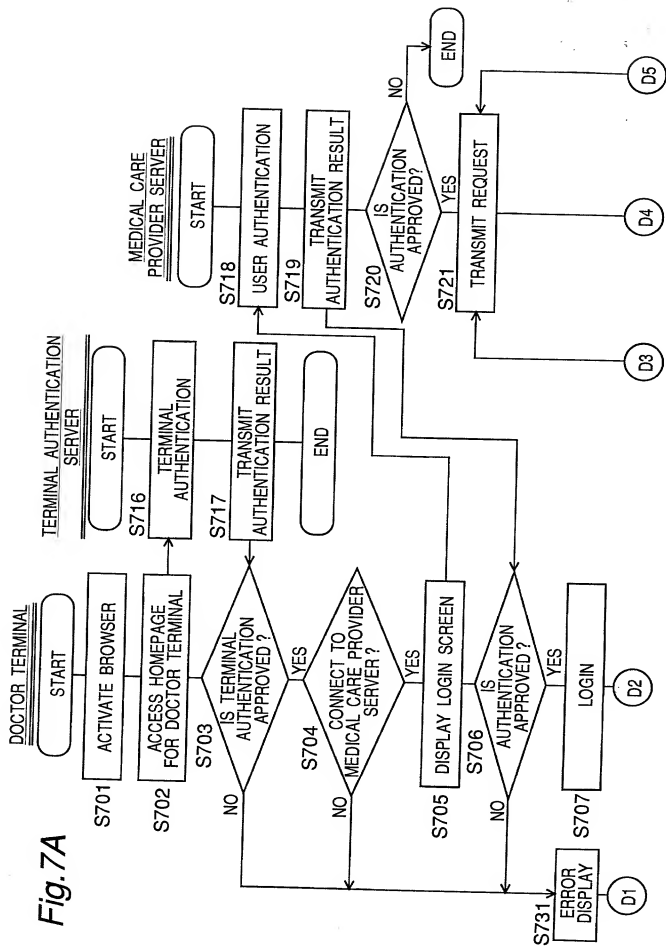 Fig.7A
DOCTOR TERMINAL
START
S701
ACTIVATE BROWSER
S702
ACCESS HOMEPAGE
FOR DOCTOR TERMINAL
S703
IS TERMINAL
AUTHENTICATION
APPROVED ?
NO
YES
S704
CONNECT TO
MEDICAL CARE PROVIDER
SERVER ?
NO
YES
S705
DISPLAY LOGIN SCREEN
S706
IS
AUTHENTICATION
APPROVED ?
NO
YES
S707
LOGIN
D2
S731
ERROR
DISPLAY
D1
TERMINAL AUTHENTICATION
SERVER
START
S716
TERMINAL
AUTHENTICATION
S717
TRANSMIT
AUTHENTICATION RESULT
END
MEDICAL CARE
PROVIDER SERVER
START
S718
USER AUTHENTICATION
S719
TRANSMIT
AUTHENTICATION RESULT
S720
IS
AUTHENTICATION
APPROVED?
NO
END
YES
S721
TRANSMIT REQUEST
D3
D4
D5